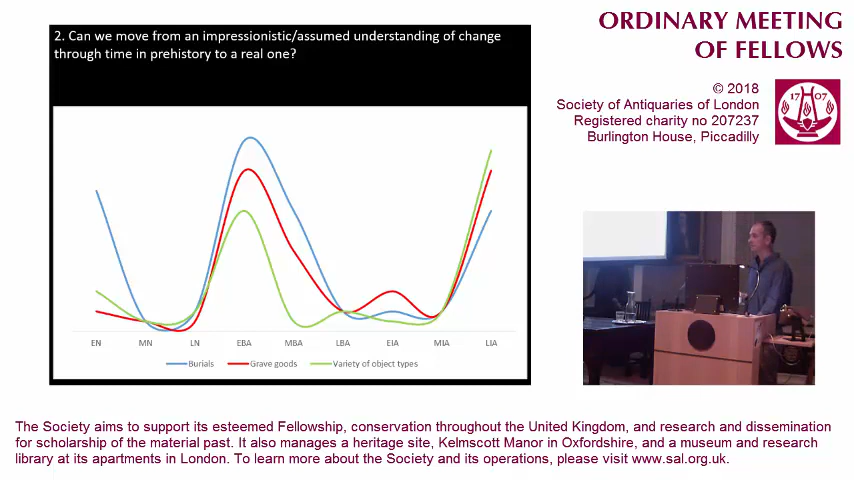 2. Can we move from an impressionistic/assumed understanding of change
through time in prehistory to a real one?
EN MN LN EBA MBA LBA EIA MIA LIA
Burials Grave goods Variety of object types
ORDINARY MEETING
OF FELLOWS
© 2018
Society of Antiquaries of London
Registered charity no 207237
Burlington House, Piccadilly
17 07
The Society aims to support its esteemed Fellowship, conservation throughout the United Kingdom, and research and dissemination
for scholarship of the material past. It also manages a heritage site, Kelmscott Manor in Oxfordshire, and a museum and research
library at its apartments in London. To learn more about the Society and its operations, please visit www.sal.org.uk.